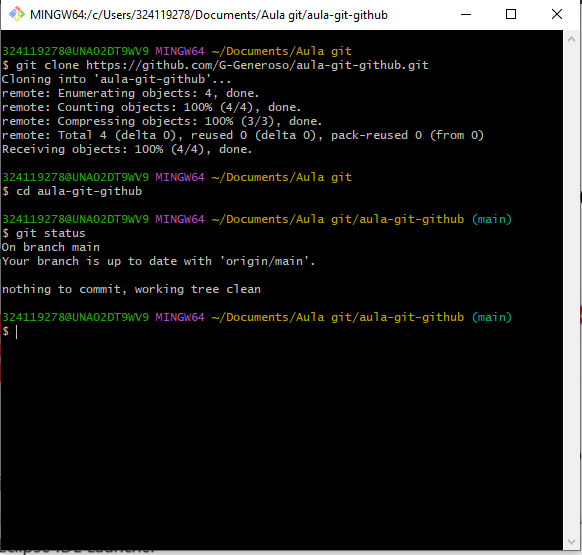 MINGW64:/c/Users/324119278/Documents/Aula git/aula-git-github
324119278@UNAO2DT9WV9 MINGW64 ~/Documents/Aula git
$ git clone https://github.com/G-Generoso/aula-git-github.git
Cloning into 'aula-git-github'...
remote: Enumerating objects: 4, done.
remote: Counting objects: 100% (4/4), done.
remote: Compressing objects: 100% (3/3), done.
remote: Total 4 (delta 0), reused 0 (delta 0), pack-reused 0 (from 0)
Receiving objects: 100% (4/4), done.
324119278@UNAO2DT9WV9 MINGW64 ~/Documents/Aula git
$ cd aula-git-github
324119278@UNAO2DT9WV9 MINGW64 ~/Documents/Aula git/aula-git-github (main)
$ git status
On branch main
Your branch is up to date with 'origin/main'.
nothing to commit, working tree clean
324119278@UNAO2DT9WV9 MINGW64 ~/Documents/Aula git/aula-git-github (main)
$